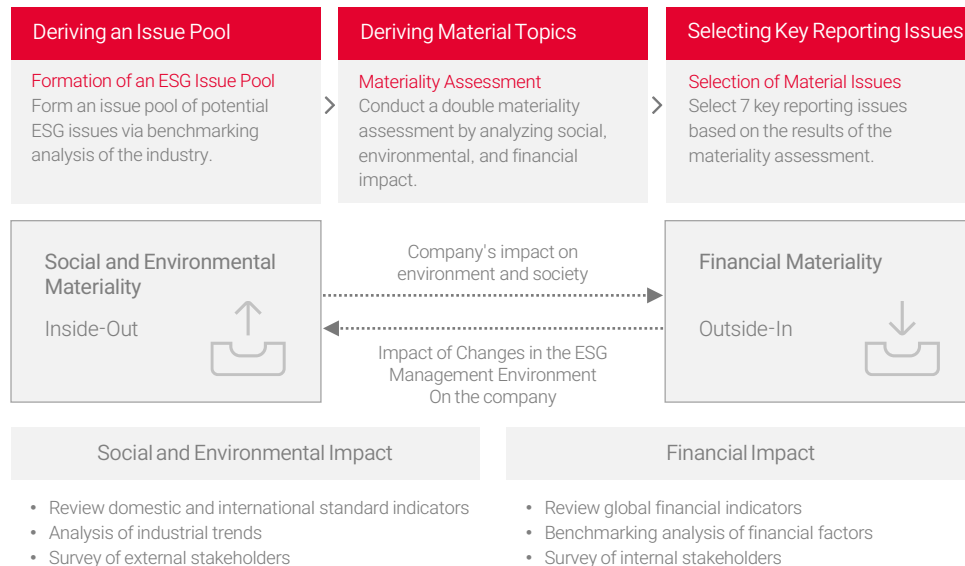 Deriving an Issue Pool
Formation of an ESG Issue Pool
Form an issue pool of potential
ESG issues via benchmarking
analysis of the industry.
Deriving Material Topics
Materiality Assessment
Conduct a double materiality
assessment by analyzing social,
environmental, and financial
impact.
Selecting Key Reporting Issues
Selection of Material Issues
Select 7 key reporting issues
based on the results of the
materiality assessment.
Social and Environmental
Materiality
Inside-Out
Company's impact on
environment and society
Impact of Changes in the ESG
Management Environment
On the company
Financial Materiality
Outside-In
Social and Environmental Impact
• Review domestic and international standard indicators
• Analysis of industrial trends
• Survey of external stakeholders
Financial Impact
• Review global financial indicators
• Benchmarking analysis of financial factors
• Survey of internal stakeholders